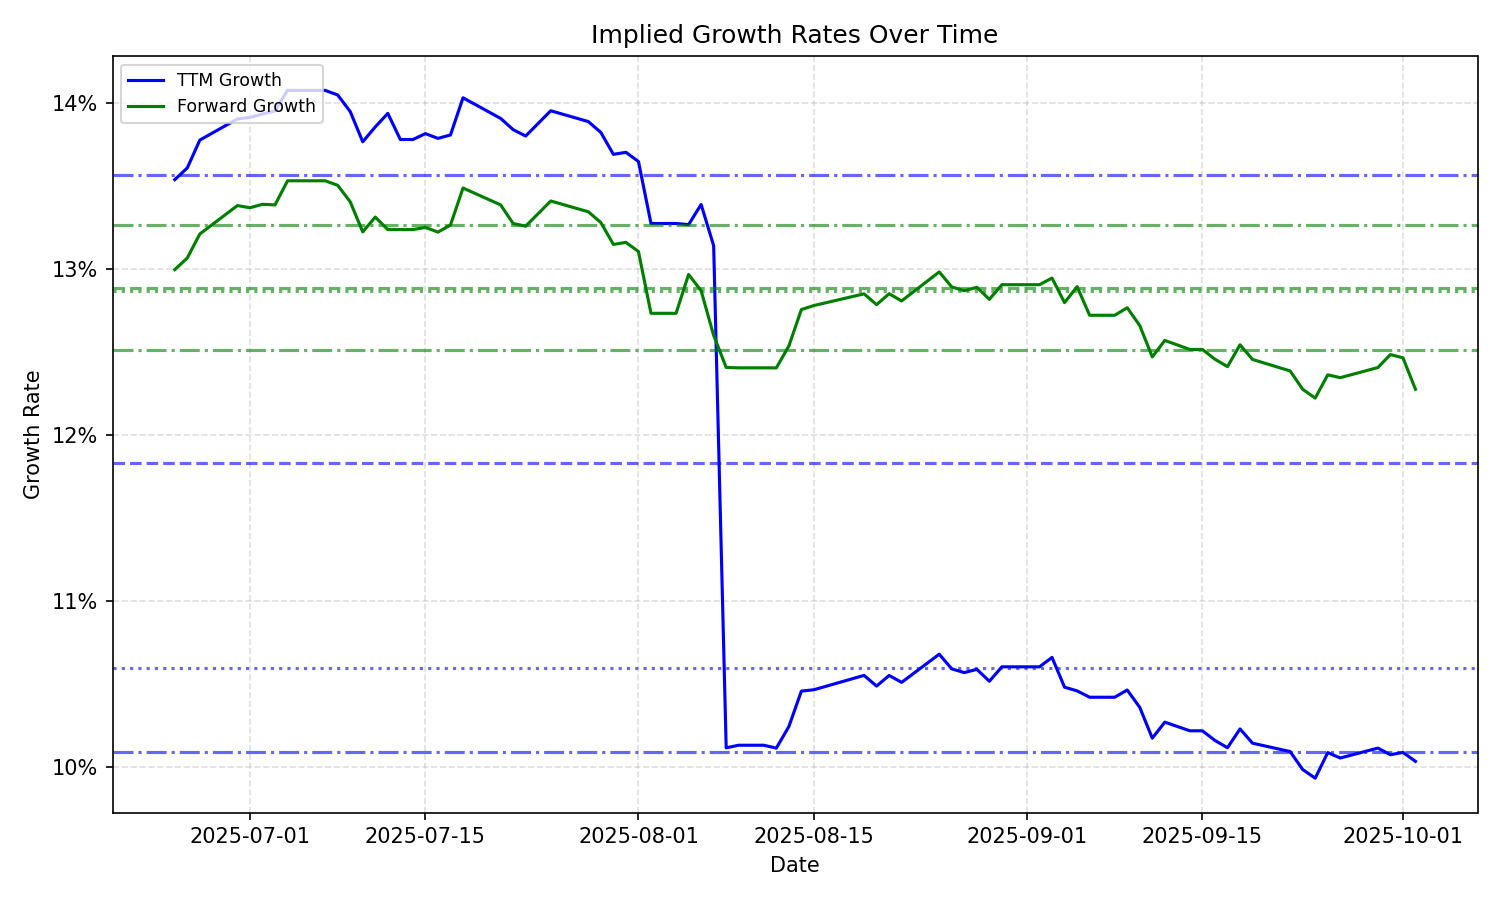 Implied Growth Rates Over Time
TTM Growth
Forward Growth
14%
13%
12%
11%
10%
Growth Rate
2025-07-01 2025-07-15 2025-08-01 2025-08-15 2025-09-01 2025-09-15 2025-10-01
Date